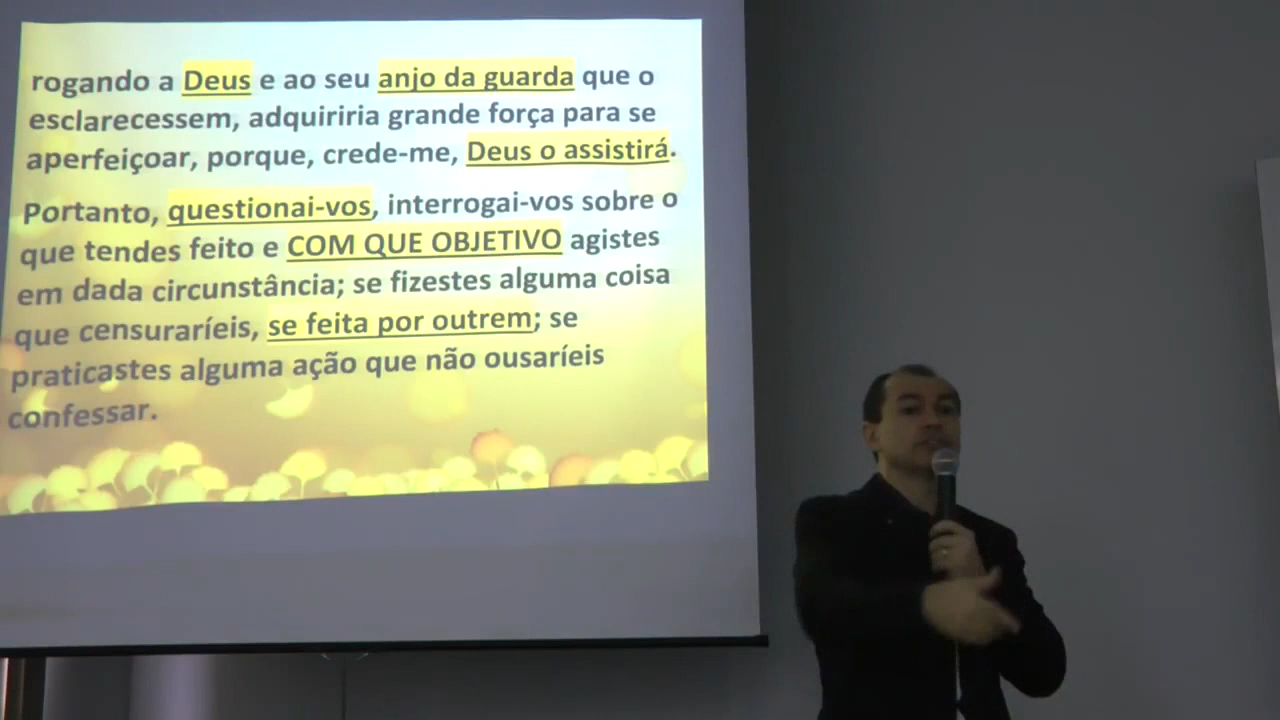 rogando a Deus e ao seu anjo da guarda que o
esclarecessem, adquiriria grande força para se
aperfeiçoar, porque, crede-me, Deus o assistirá.
Portanto, questionai-vos, interrogai-vos sobre o
que tendes feito e COM QUE OBJETIVO agistes
em dada circunstância; se fizestes alguma coisa
que censuraríeis, se feita por outrem; se
praticastes alguma ação que não ousaríeis
confessar.